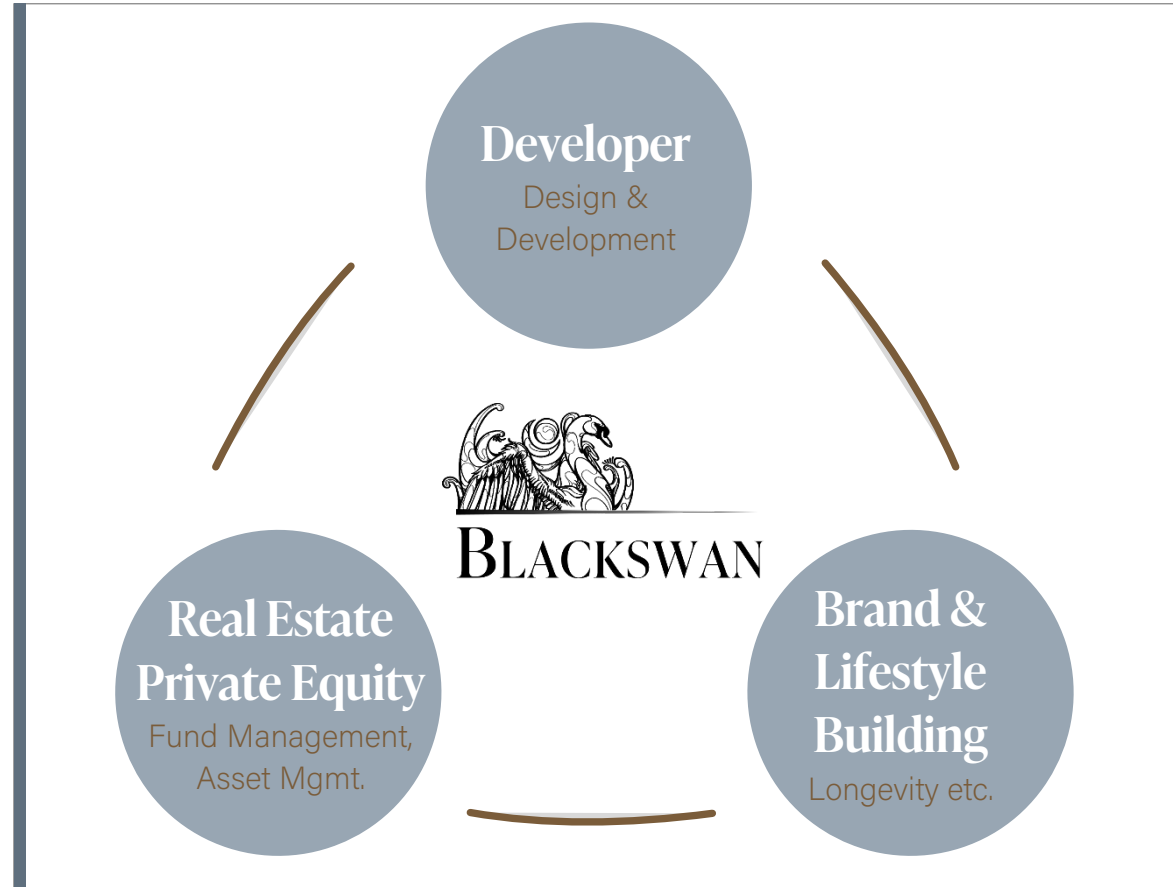 Developer
Design &
Development
BLACKSWAN
Real Estate
Private Equity
Fund Management,
Asset Mgmt.
Brand &
Lifestyle
Building
Longevity etc.